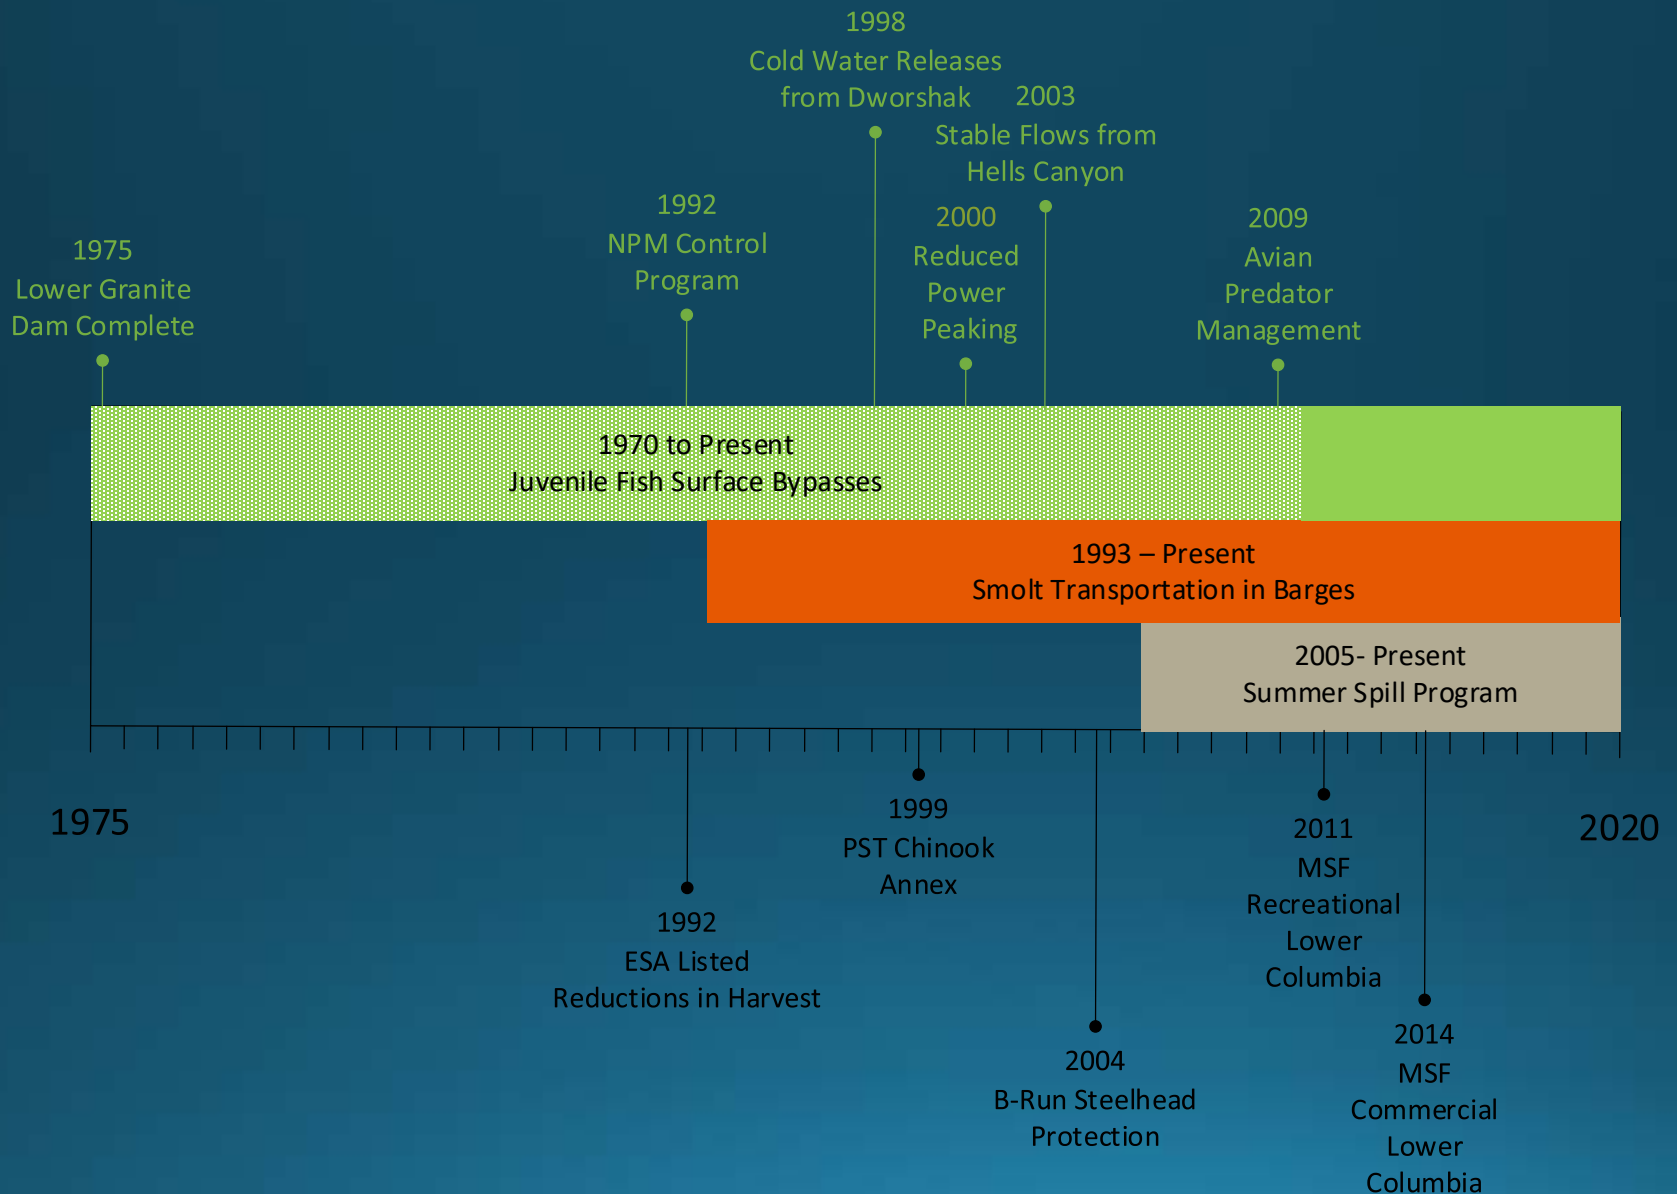 1998
Cold Water Releases
from Dworshak
2003
Stable Flows from
Hells Canyon
1992
NPM Control
Program
2000
Reduced
Power
Peaking
2009
Avian
Predator
Management
1975
Lower Granite
Dam Complete
1970 to Present
Juvenile Fish Surface Bypasses
1993 – Present
Smolt Transportation in Barges
2005- Present
Summer Spill Program
1975
2020
1999
PST Chinook
Annex
2011
MSF
Recreational
Lower
Columbia
1992
ESA Listed
Reductions in Harvest
2004
B-Run Steelhead
Protection
2014
MSF
Commercial
Lower
Columbia